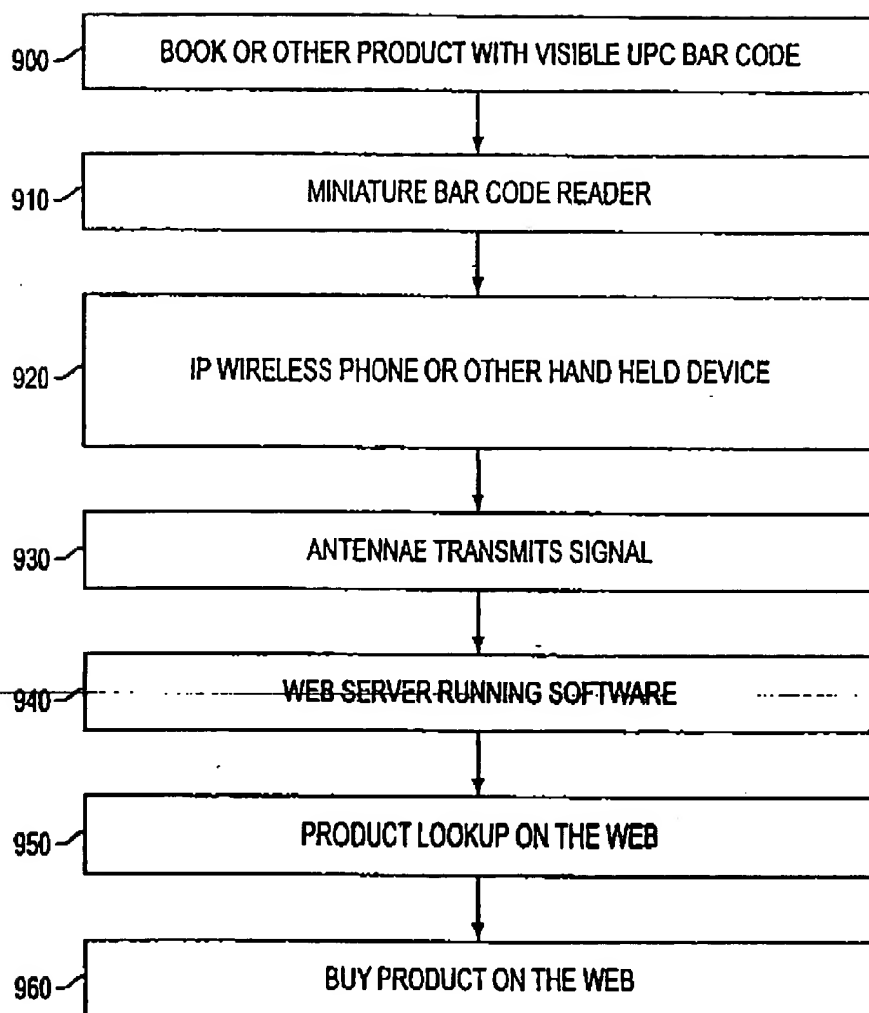 900 BOOK OR OTHER PRODUCT WITH VISIBLE UPC BAR CODE
910 MINIATURE BAR CODE READER
920 IP WIRELESS PHONE OR OTHER HAND HELD DEVICE
930 ANTENNAE TRANSMITS SIGNAL
940 WEB SERVER RUNNING SOFTWARE
950 PRODUCT LOOKUP ON THE WEB
960 BUY PRODUCT ON THE WEB